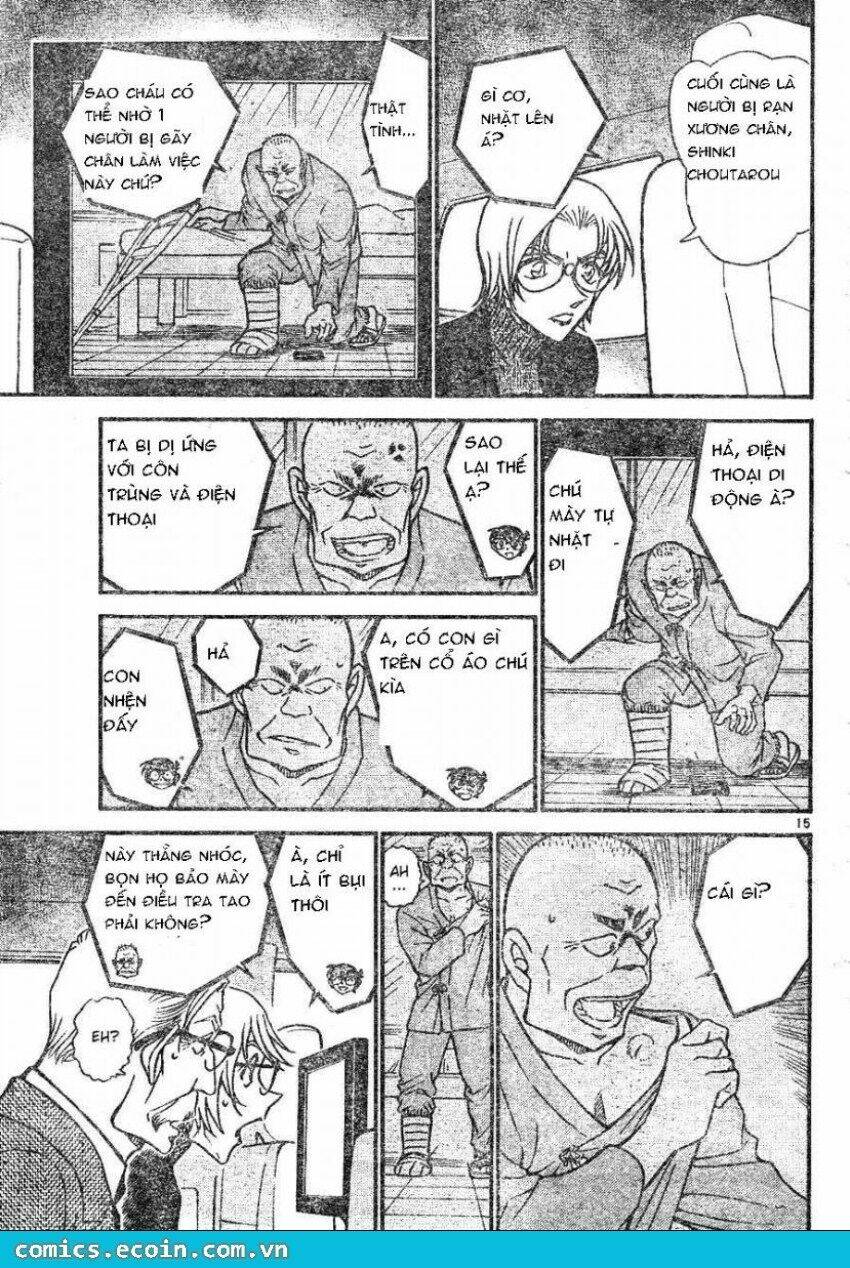 CUỐI CÙNG LÀ
NGƯỜI BỊ RẠN
XƯƠNG CHÂN,
SHINKI
CHOUTAROU
GÌ CƠ,
NHẶT LÊN
Á?
THẬT
TÌNH...
SAO CHÁU CÓ
THỂ NHỜ 1
NGƯỜI BỊ GÃY
CHÂN LÀM VIỆC
NÀY CHỨ?
HẢ, ĐIỆN
THOẠI DI
ĐỘNG À?
CHÚ
MÀY TỰ
NHẶT
ĐI
SAO
LẠI THẾ
Ạ?
TA BỊ DỊ ỨNG
VỚI CÔN
TRÙNG VÀ ĐIỆN
THOẠI
A, CÓ CON GÌ
TRÊN CỔ ÁO CHÚ
KÌA
HẢ
CON
NHỆN
ĐẤY
15
CÁI GÌ?
AH
...
À, CHỈ
LÀ ÍT BỤI
THÔI
NÀY THẰNG NHÓC,
BỌN HỌ BẢO MÀY
ĐẾN ĐIỀU TRA TAO
PHẢI KHÔNG?
EH?
comics.ecoin.com.vn